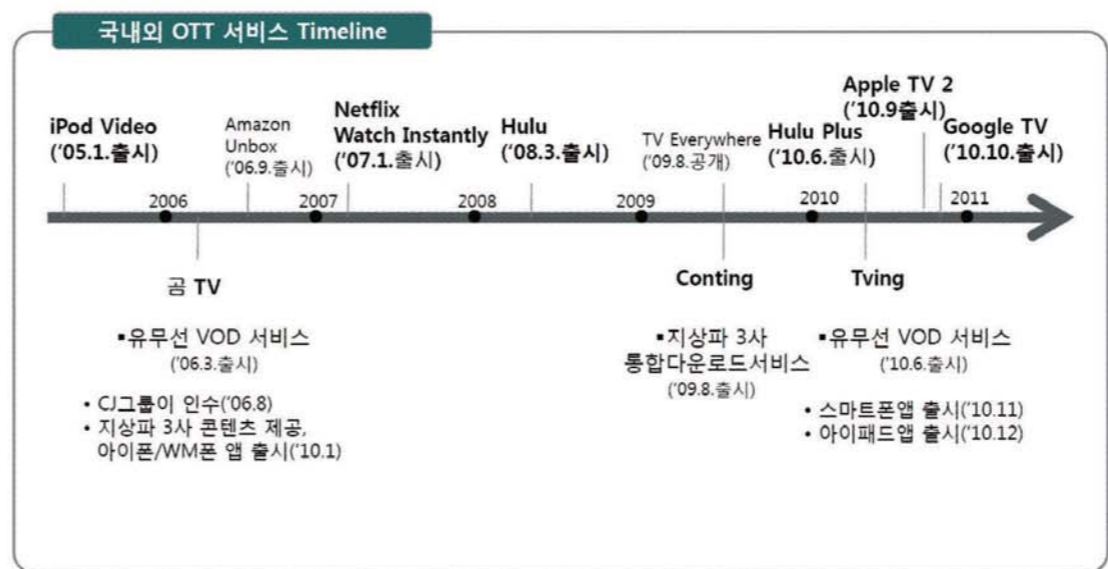 국내외 OTT 서비스 Timeline
iPod Video
('05.1.출시)
Amazon
Unbox
('06.9.출시)
Netflix
Watch Instantly
('07.1.출시)
Hulu
('08.3.출시)
TV Everywhere
('09.8.공개)
Hulu Plus
('10.6.출시)
Apple TV 2
('10.9출시)
Google TV
('10.10.출시)
2006
2007
2008
2009
2010
2011
곰 TV
▪유무선 VOD 서비스
('06.3.출시)
• CJ그룹이 인수('06.8)
• 지상파 3사 콘텐츠 제공,
아이폰/WM폰 앱 출시('10.1)
Conting
▪지상파 3사
통합다운로드서비스
('09.8.출시)
Tving
▪유무선 VOD 서비스
('10.6.출시)
• 스마트폰앱 출시('10.11)
• 아이패드앱 출시('10.12)